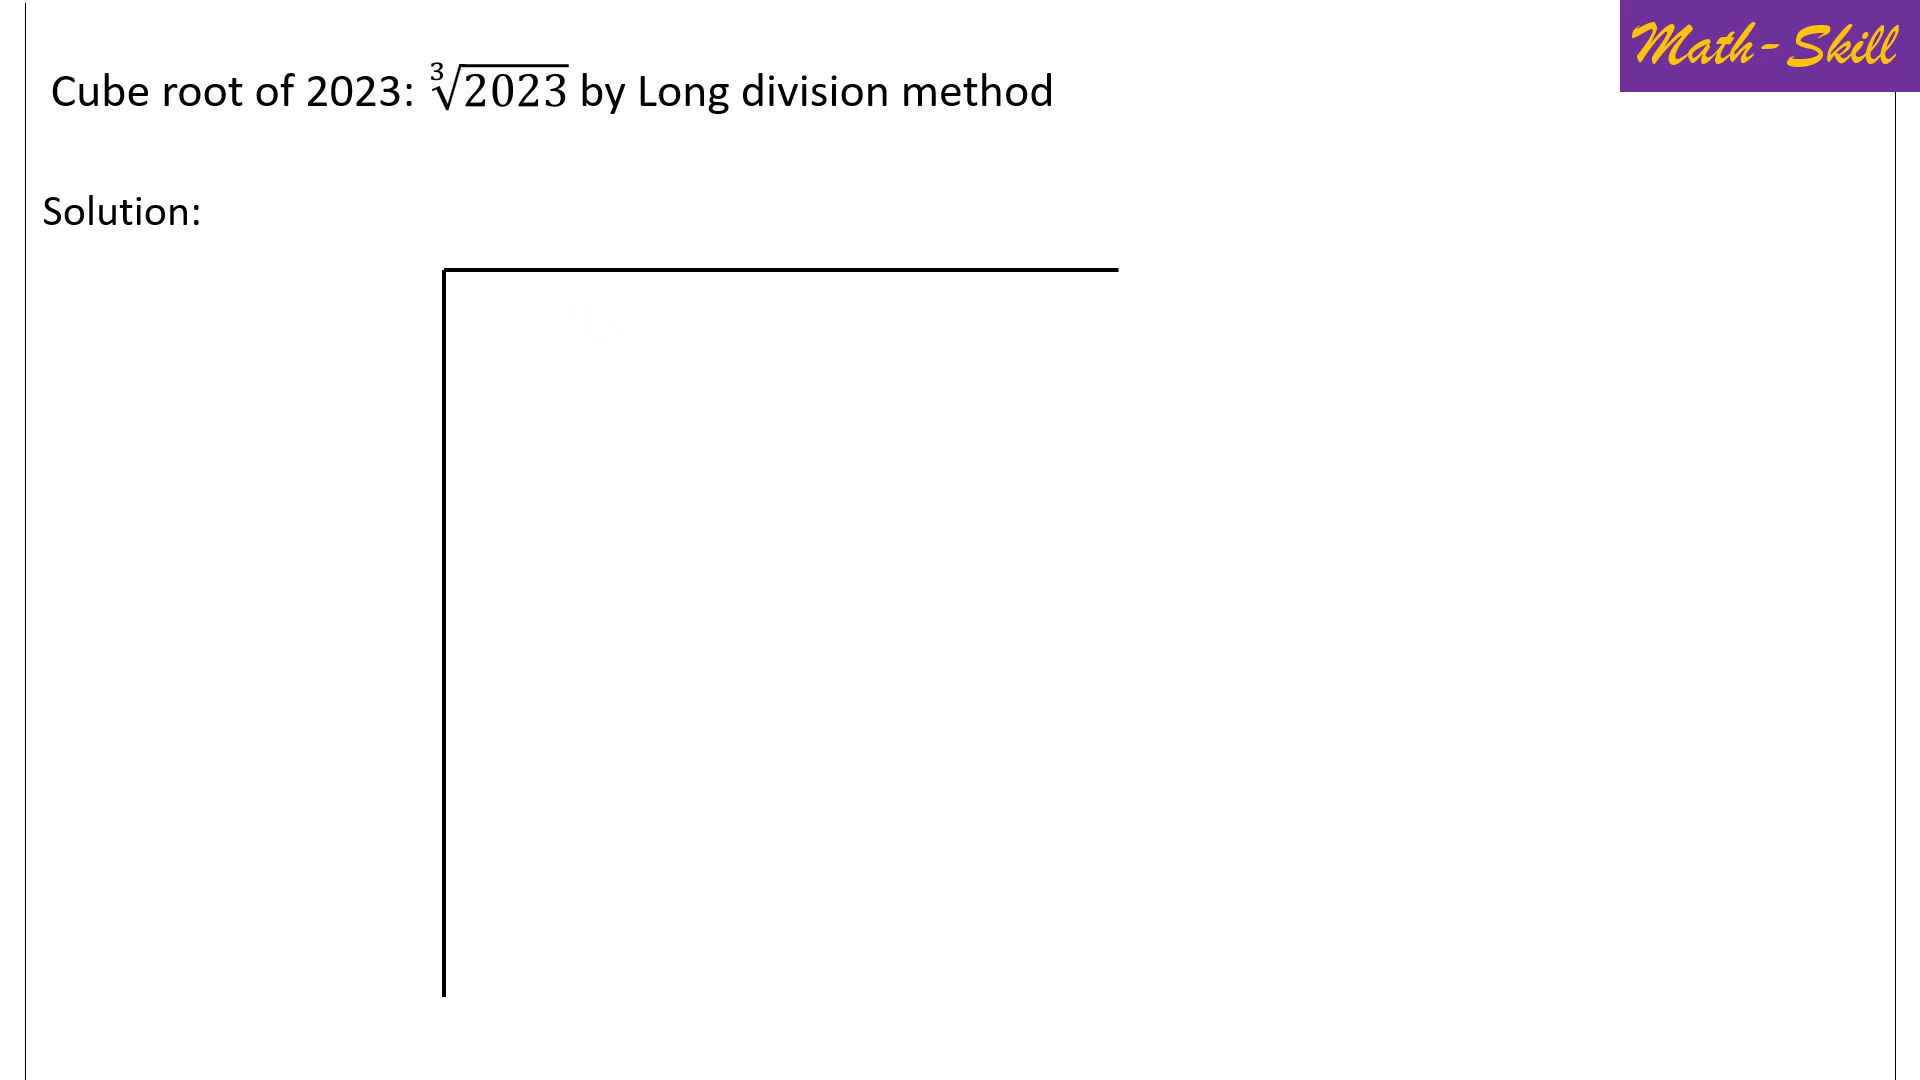 Math-Skill
Cube root of 2023: ∛2023 by Long division method
Solution: